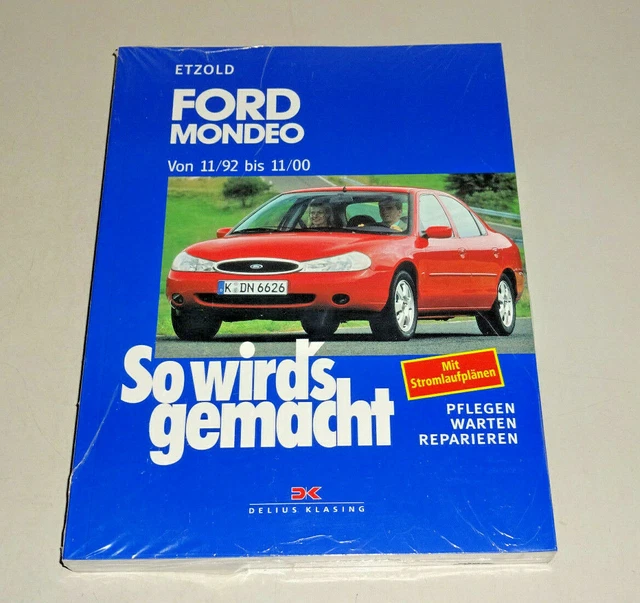 ETZOLD
FORD
MONDEO
Von 11/92 bis 11/00
K DN 6626
So wird's
gemacht
Mit
Stromlaufplänen
PFLEGEN
WARTEN
REPARIEREN
DK
DELIUS KLASING